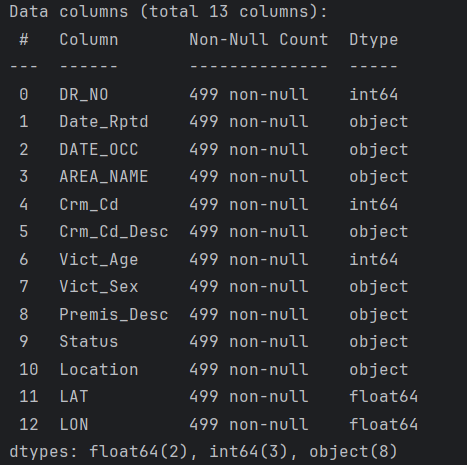 Data columns (total 13 columns):
 #   Column       Non-Null Count  Dtype
---  ------       --------------  -----
 0   DR_NO        499 non-null    int64
 1   Date_Rptd    499 non-null    object
 2   DATE_OCC     499 non-null    object
 3   AREA_NAME    499 non-null    object
 4   Crm_Cd       499 non-null    int64
 5   Crm_Cd_Desc  499 non-null    object
 6   Vict_Age     499 non-null    int64
 7   Vict_Sex     499 non-null    object
 8   Premis_Desc  499 non-null    object
 9   Status       499 non-null    object
 10  Location     499 non-null    object
 11  LAT          499 non-null    float64
 12  LON          499 non-null    float64
dtypes: float64(2), int64(3), object(8)